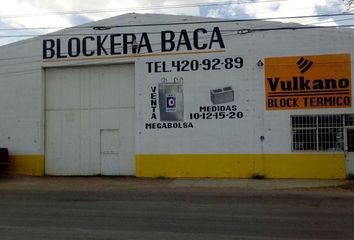 BLOCKERA BACA
TEL. 420-92-89
Vulkano
BLOCK TERMICO
VENTA
MEGABOLSA
MEDIDAS
10-12-15-20